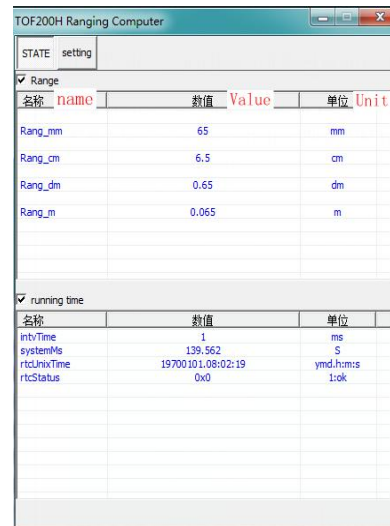 TOF200H Ranging Computer
STATE setting
Range
名称 name 数值 Value 单位 Unit
Rang_mm 65 mm
Rang_cm 6.5 cm
Rang_dm 0.65 dm
Rang_m 0.065 m
running time
名称 数值 单位
intvTime 1 ms
systemMs 139.562 S
rtcUnixTime 19700101.08:02:19 ymd.h:m:s
rtcStatus 0x0 1:ok